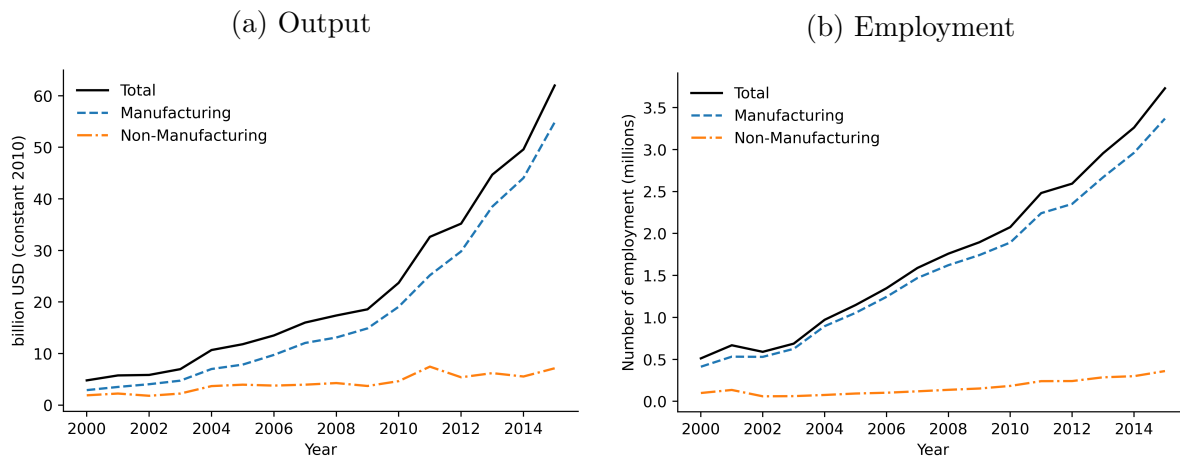 (a) Output
60
50
40
30
20
10
0
billion USD (constant 2010)
Total
Manufacturing
Non-Manufacturing
2000 2002 2004 2006 2008 2010 2012 2014
Year
(b) Employment
3.5
3.0
2.5
2.0
1.5
1.0
0.5
0.0
Number of employment (millions)
Total
Manufacturing
Non-Manufacturing
2000 2002 2004 2006 2008 2010 2012 2014
Year